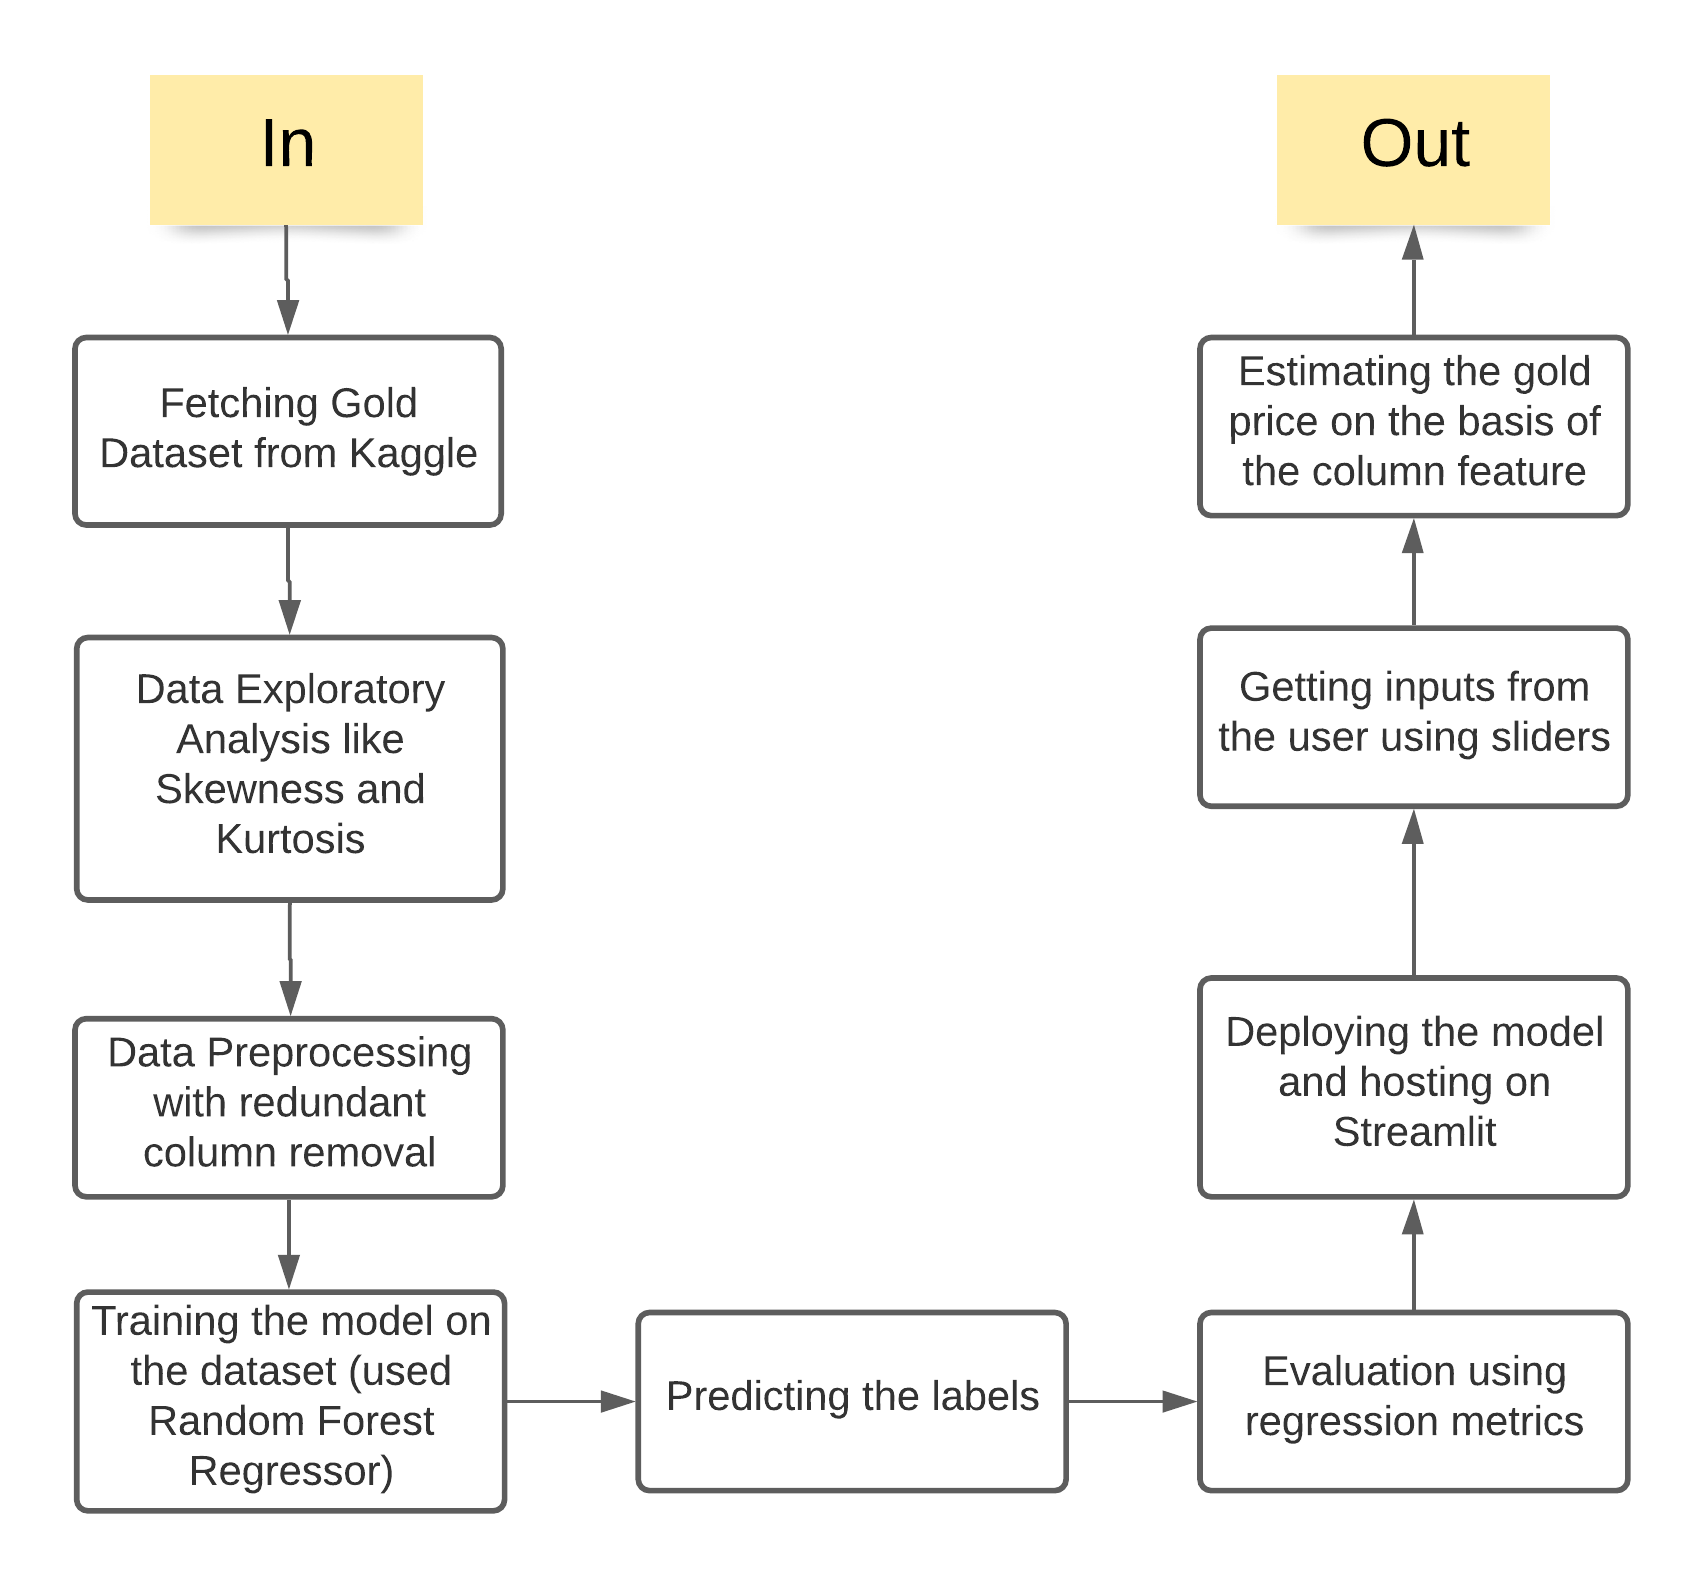 In
Fetching Gold
Dataset from Kaggle
Data Exploratory
Analysis like
Skewness and
Kurtosis
Data Preprocessing
with redundant
column removal
Training the model on
the dataset (used
Random Forest
Regressor)
Predicting the labels
Evaluation using
regression metrics
Deploying the model
and hosting on
Streamlit
Getting inputs from
the user using sliders
Estimating the gold
price on the basis of
the column feature
Out